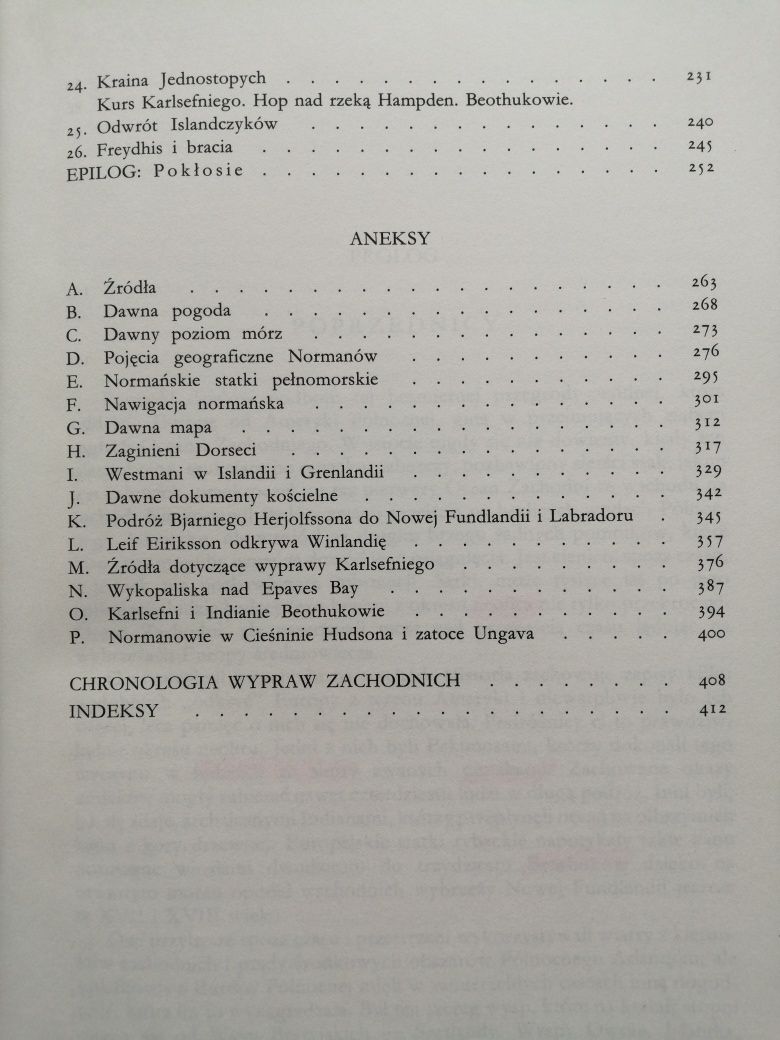 24. Kraina Jednostopych . . . . . . . . . . . . . . . . 231
Kurs Karlsefniego. Hop nad rzeką Hampden. Beothukowie.
25. Odwrót Islandczyków . . . . . . . . . . . . . . . 240
26. Freydhis i bracia . . . . . . . . . . . . . . . . . 245
EPILOG: Pokłosie . . . . . . . . . . . . . . . . . 252
ANEKSY
A. Źródła . . . . . . . . . . . . . . . . . . . . 263
B. Dawna pogoda . . . . . . . . . . . . . . . . . 268
C. Dawny poziom mórz . . . . . . . . . . . . . . . 273
D. Pojęcia geograficzne Normanów . . . . . . . . . . . 276
E. Normańskie statki pełnomorskie . . . . . . . . . . . 295
F. Nawigacja normańska . . . . . . . . . . . . . . . 301
G. Dawna mapa . . . . . . . . . . . . . . . . . . 312
H. Zaginieni Dorseci . . . . . . . . . . . . . . . . 317
I. Westmani w Islandii i Grenlandii . . . . . . . . . . . 329
J. Dawne dokumenty kościelne . . . . . . . . . . . . . 342
K. Podróż Bjarniego Herjolfssona do Nowej Fundlandii i Labradoru . 345
L. Leif Eiriksson odkrywa Winlandię . . . . . . . . . . . 357
M. Źródła dotyczące wyprawy Karlsefniego . . . . . . . . . 376
N. Wykopaliska nad Epaves Bay . . . . . . . . . . . . 387
O. Karlsefni i Indianie Beothukowie . . . . . . . . . . . 394
P. Normanowie w Cieśninie Hudsona i zatoce Ungava . . . . . 400
CHRONOLOGIA WYPRAW ZACHODNICH . . . . . . . . 408
INDEKSY . . . . . . . . . . . . . . . . . . . . 412